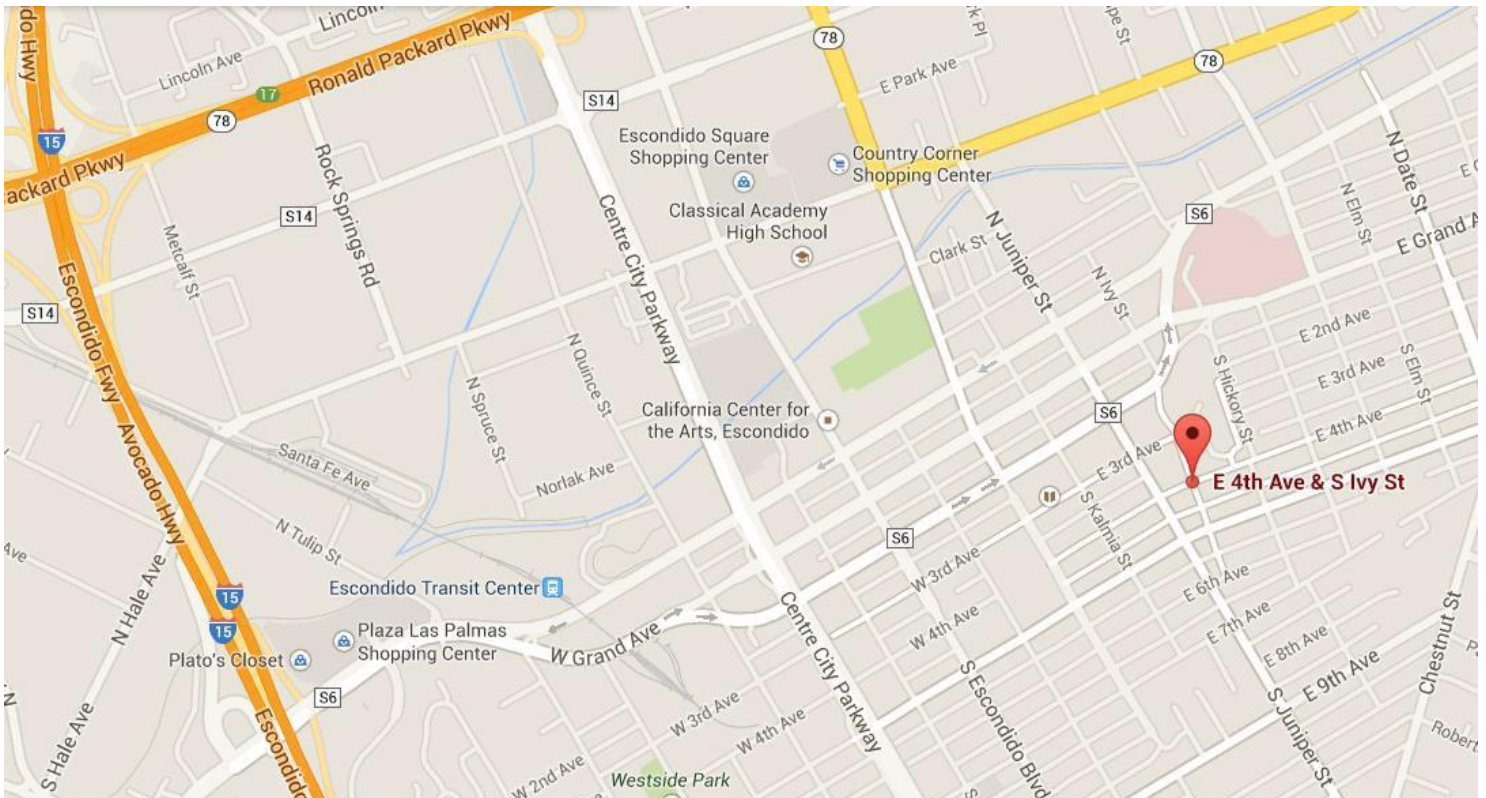 Lincoln
Lincoln Ave
Ronald Packard Pkwy
17
78
78
78
E Park Ave
S14
15
Escondido Square
Shopping Center
Country Corner
Shopping Center
N Date St
Rock Springs Rd
Classical Academy
High School
N Elm St
S14
Centre City Parkway
N Juniper St
S6
Clark St
Metcalf St
N Ivy St
S14
Escondido Fwy
N Quince St
E 2nd Ave
S Hickory St
S Elm St
E 3rd Ave
N Spruce St
California Center for
the Arts, Escondido
S6
E 4th Ave
Avocado Hwy
Santa Fe Ave
Norlak Ave
E 3rd Ave
E 4th Ave & S Ivy St
N Tulip St
S Kalmia St
S6
Ave
N Hale Ave
Escondido Transit Center
15
15
W 3rd Ave
E 6th Ave
E 7th Ave
Plaza Las Palmas
Shopping Center
W Grand Ave
Centre City Parkway
W 4th Ave
E 8th Ave
Chestnut St
Plato's Closet
S6
S Escondido Blvd
E 9th Ave
S Juniper St
S Hale Ave
W 3rd Ave
W 4th Ave
W 2nd Ave
Westside Park